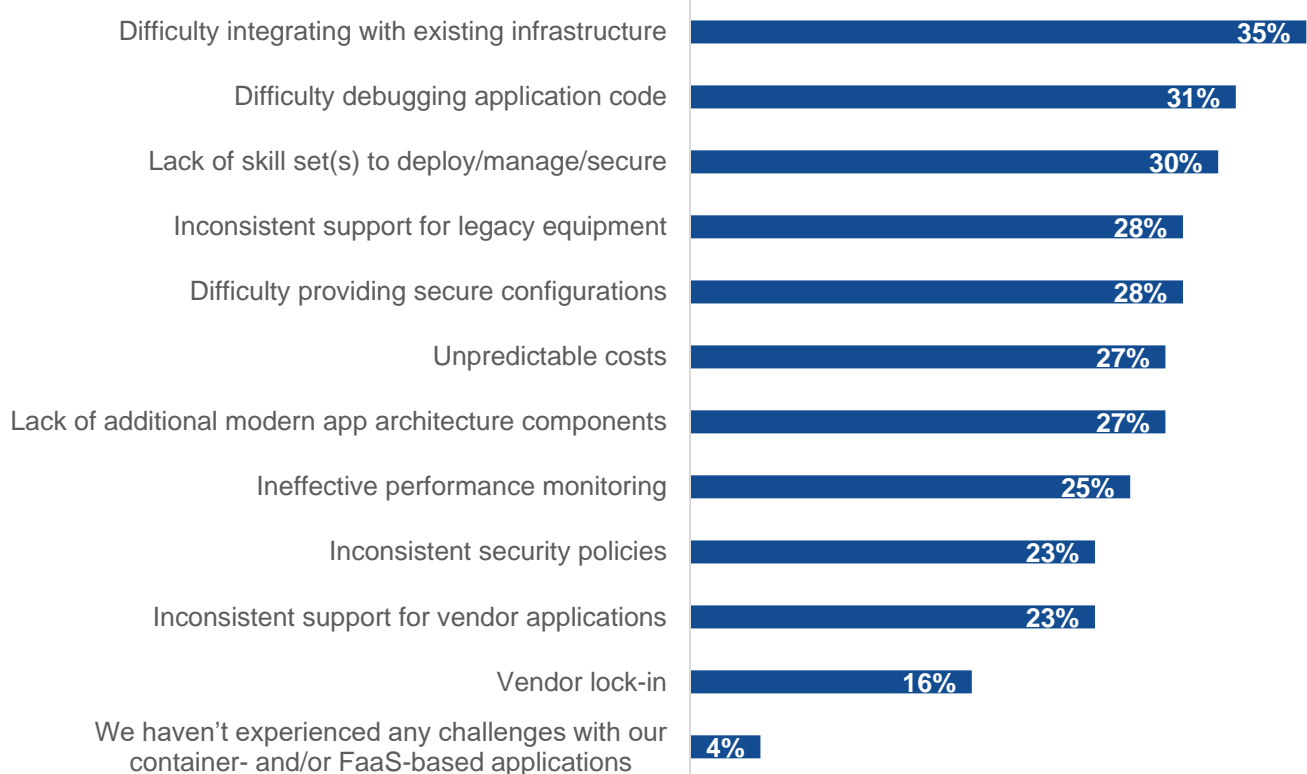 Difficulty integrating with existing infrastructure 35%
Difficulty debugging application code 31%
Lack of skill set(s) to deploy/manage/secure 30%
Inconsistent support for legacy equipment 28%
Difficulty providing secure configurations 28%
Unpredictable costs 27%
Lack of additional modern app architecture components 27%
Ineffective performance monitoring 25%
Inconsistent security policies 23%
Inconsistent support for vendor applications 23%
Vendor lock-in 16%
We haven’t experienced any challenges with our
container- and/or FaaS-based applications 4%